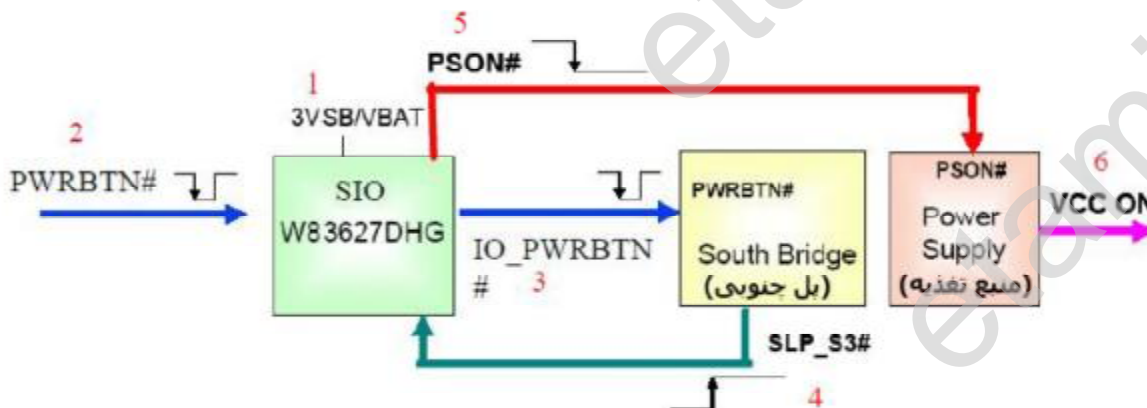 5
PSON#
1
3VSB/VBAT
2
PWRBTN#
SIO
W83627DHG
IO_PWRBTN
#
3
PWRBTN#
South Bridge
(پل جنوبی)
SLP_S3#
4
PSON#
Power
Supply
(منبع تغذیه)
6
VCC ON